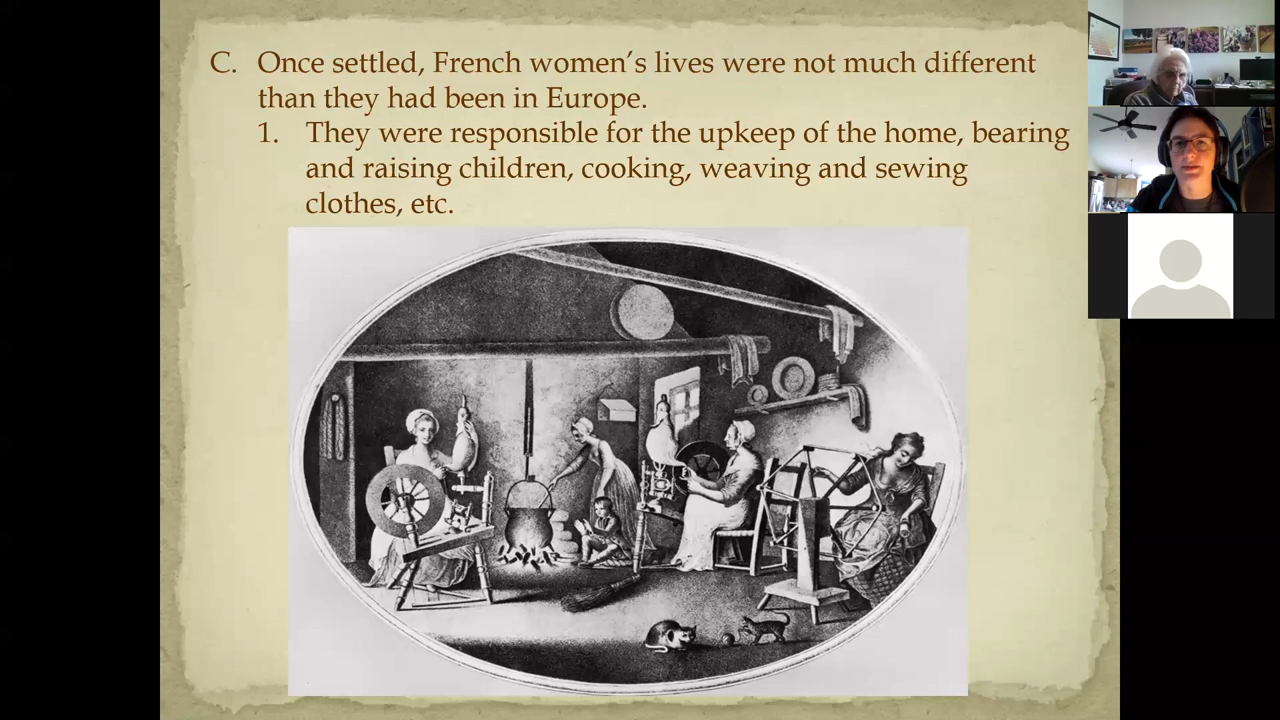 C. Once settled, French women’s lives were not much different
than they had been in Europe.
1. They were responsible for the upkeep of the home, bearing
and raising children, cooking, weaving and sewing
clothes, etc.